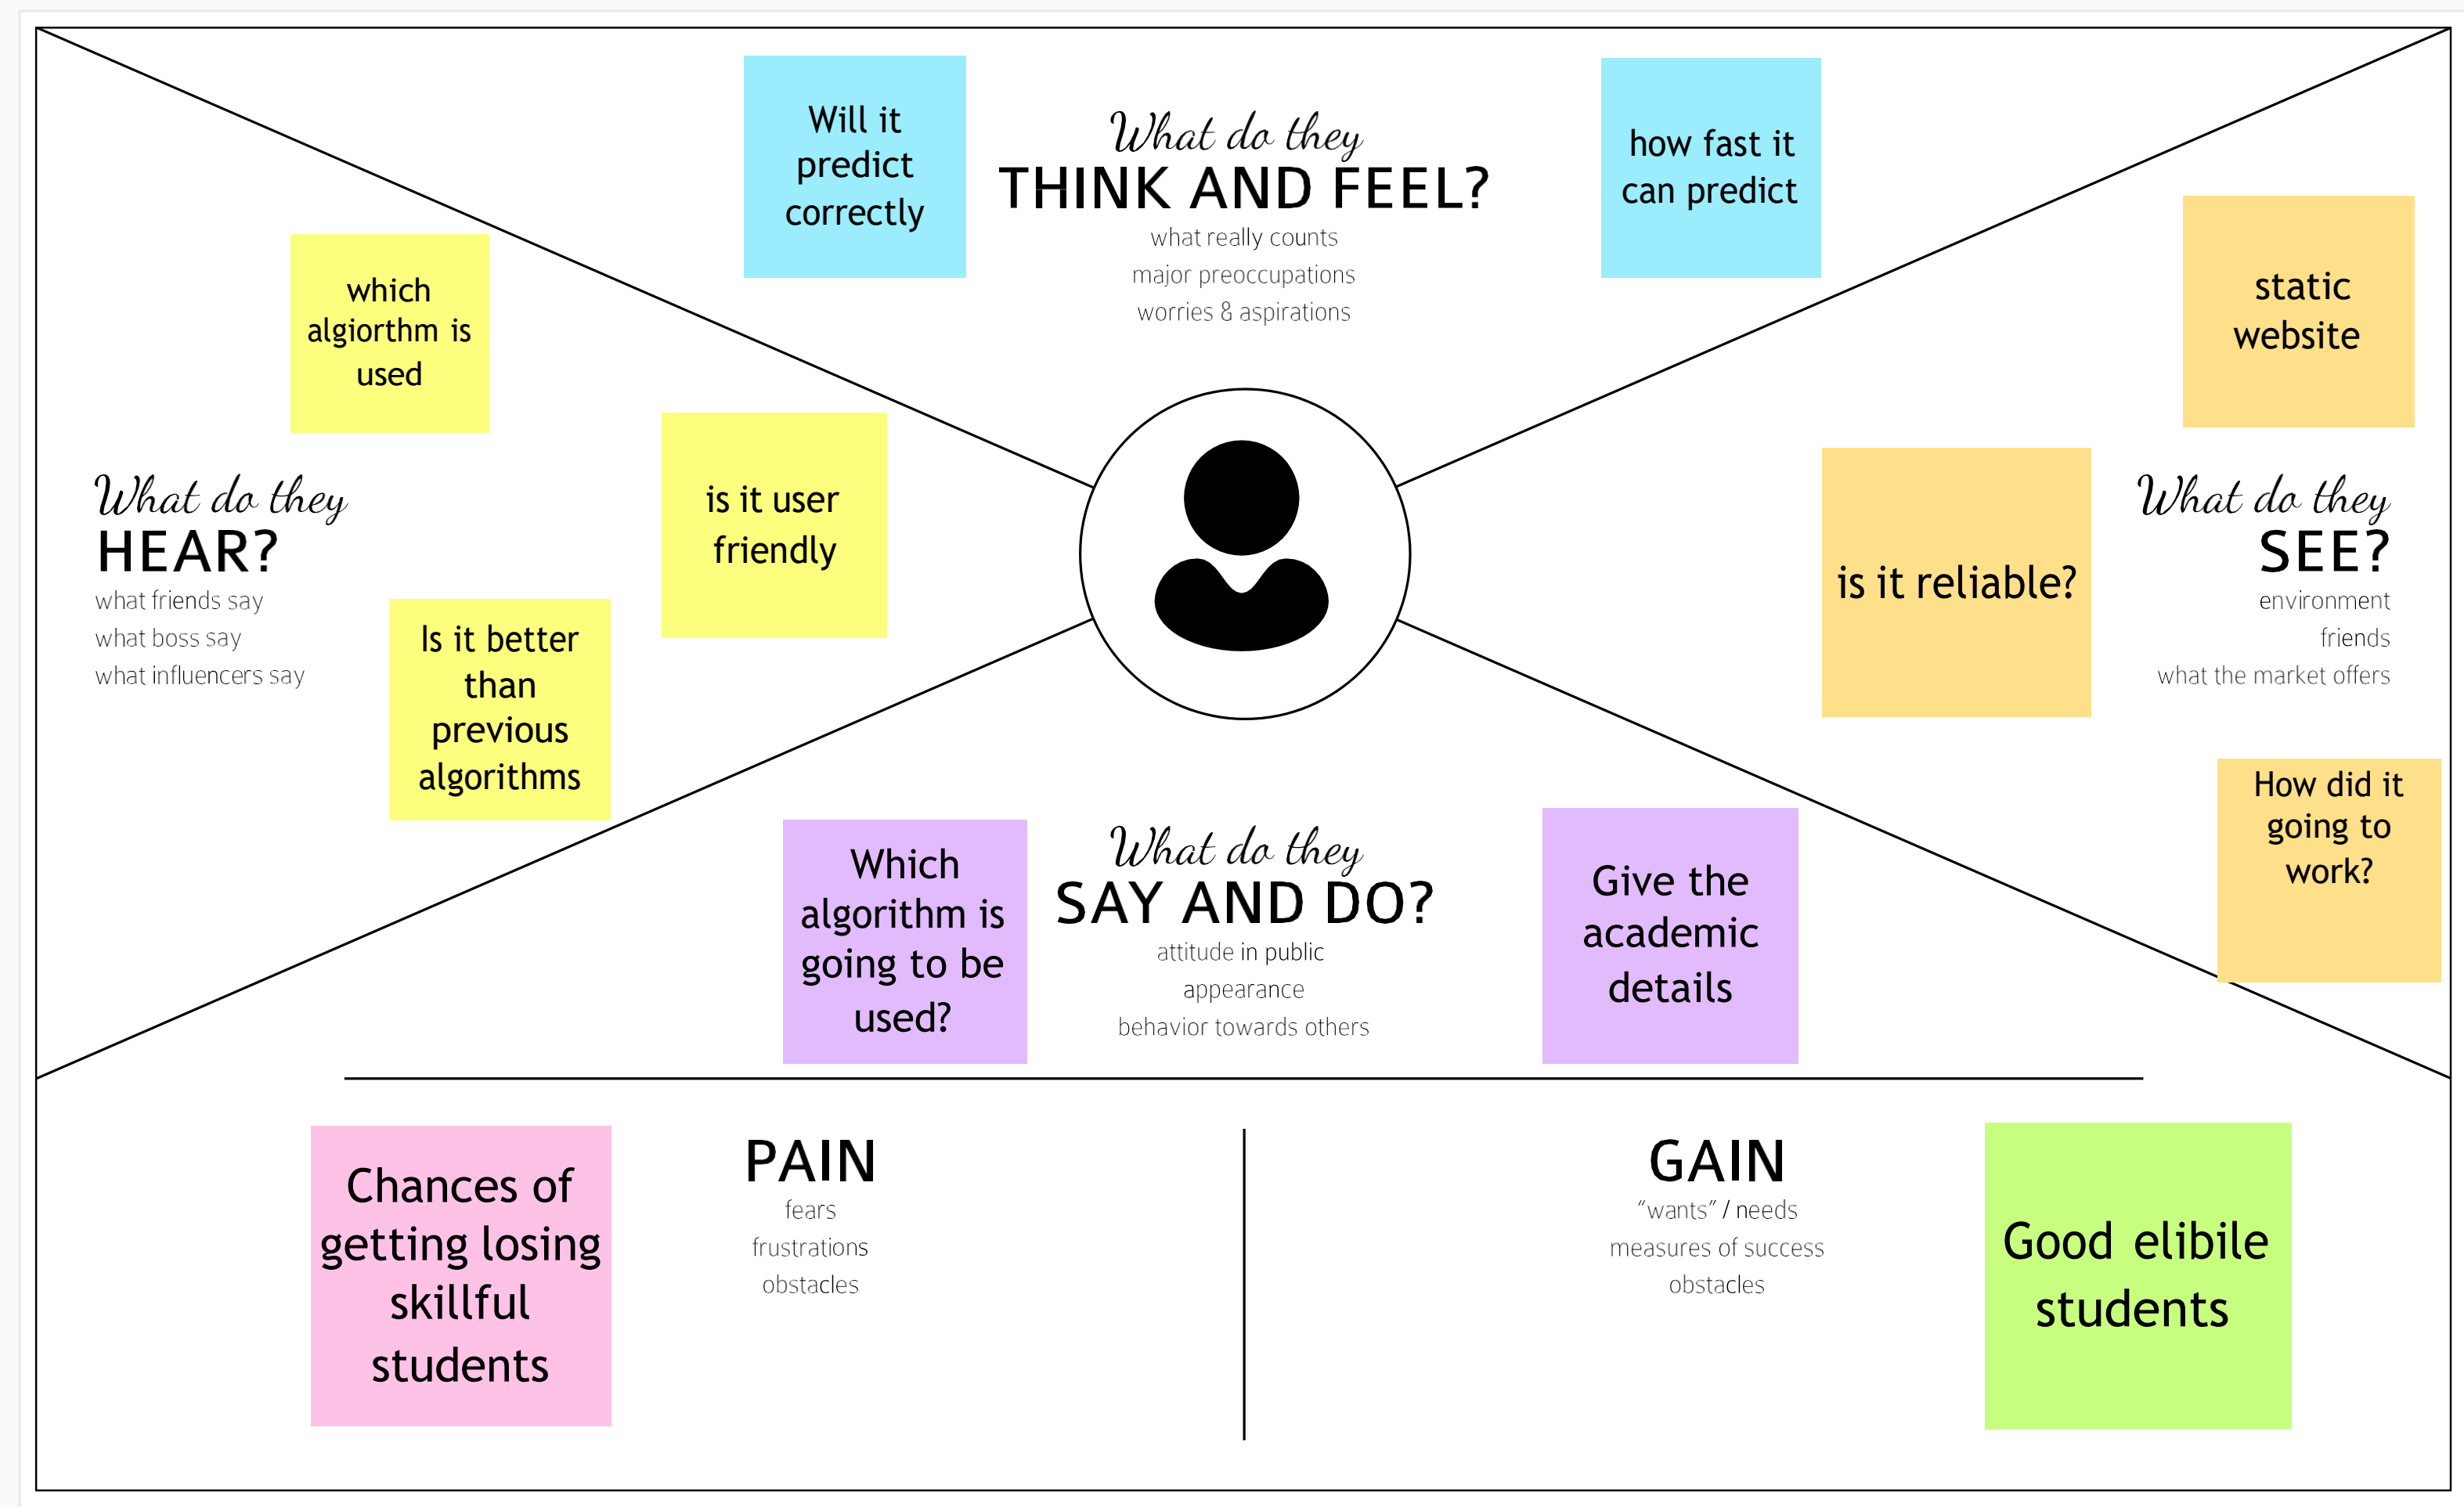 Will it
predict
correctly
What do they
THINK AND FEEL?
what really counts
major preoccupations
worries & aspirations
how fast it
can predict
which
algiorthm is
used
is it user
friendly
What do they
HEAR?
what friends say
what boss say
what influencers say
Is it better
than
previous
algorithms
static
website
is it reliable?
What do they
SEE?
environment
friends
what the market offers
How did it
going to
work?
Which
algorithm is
going to be
used?
What do they
SAY AND DO?
attitude in public
appearance
behavior towards others
Give the
academic
details
Chances of
getting losing
skillful
students
PAIN
fears
frustrations
obstacles
GAIN
“wants” / needs
measures of success
obstacles
Good elibile
students